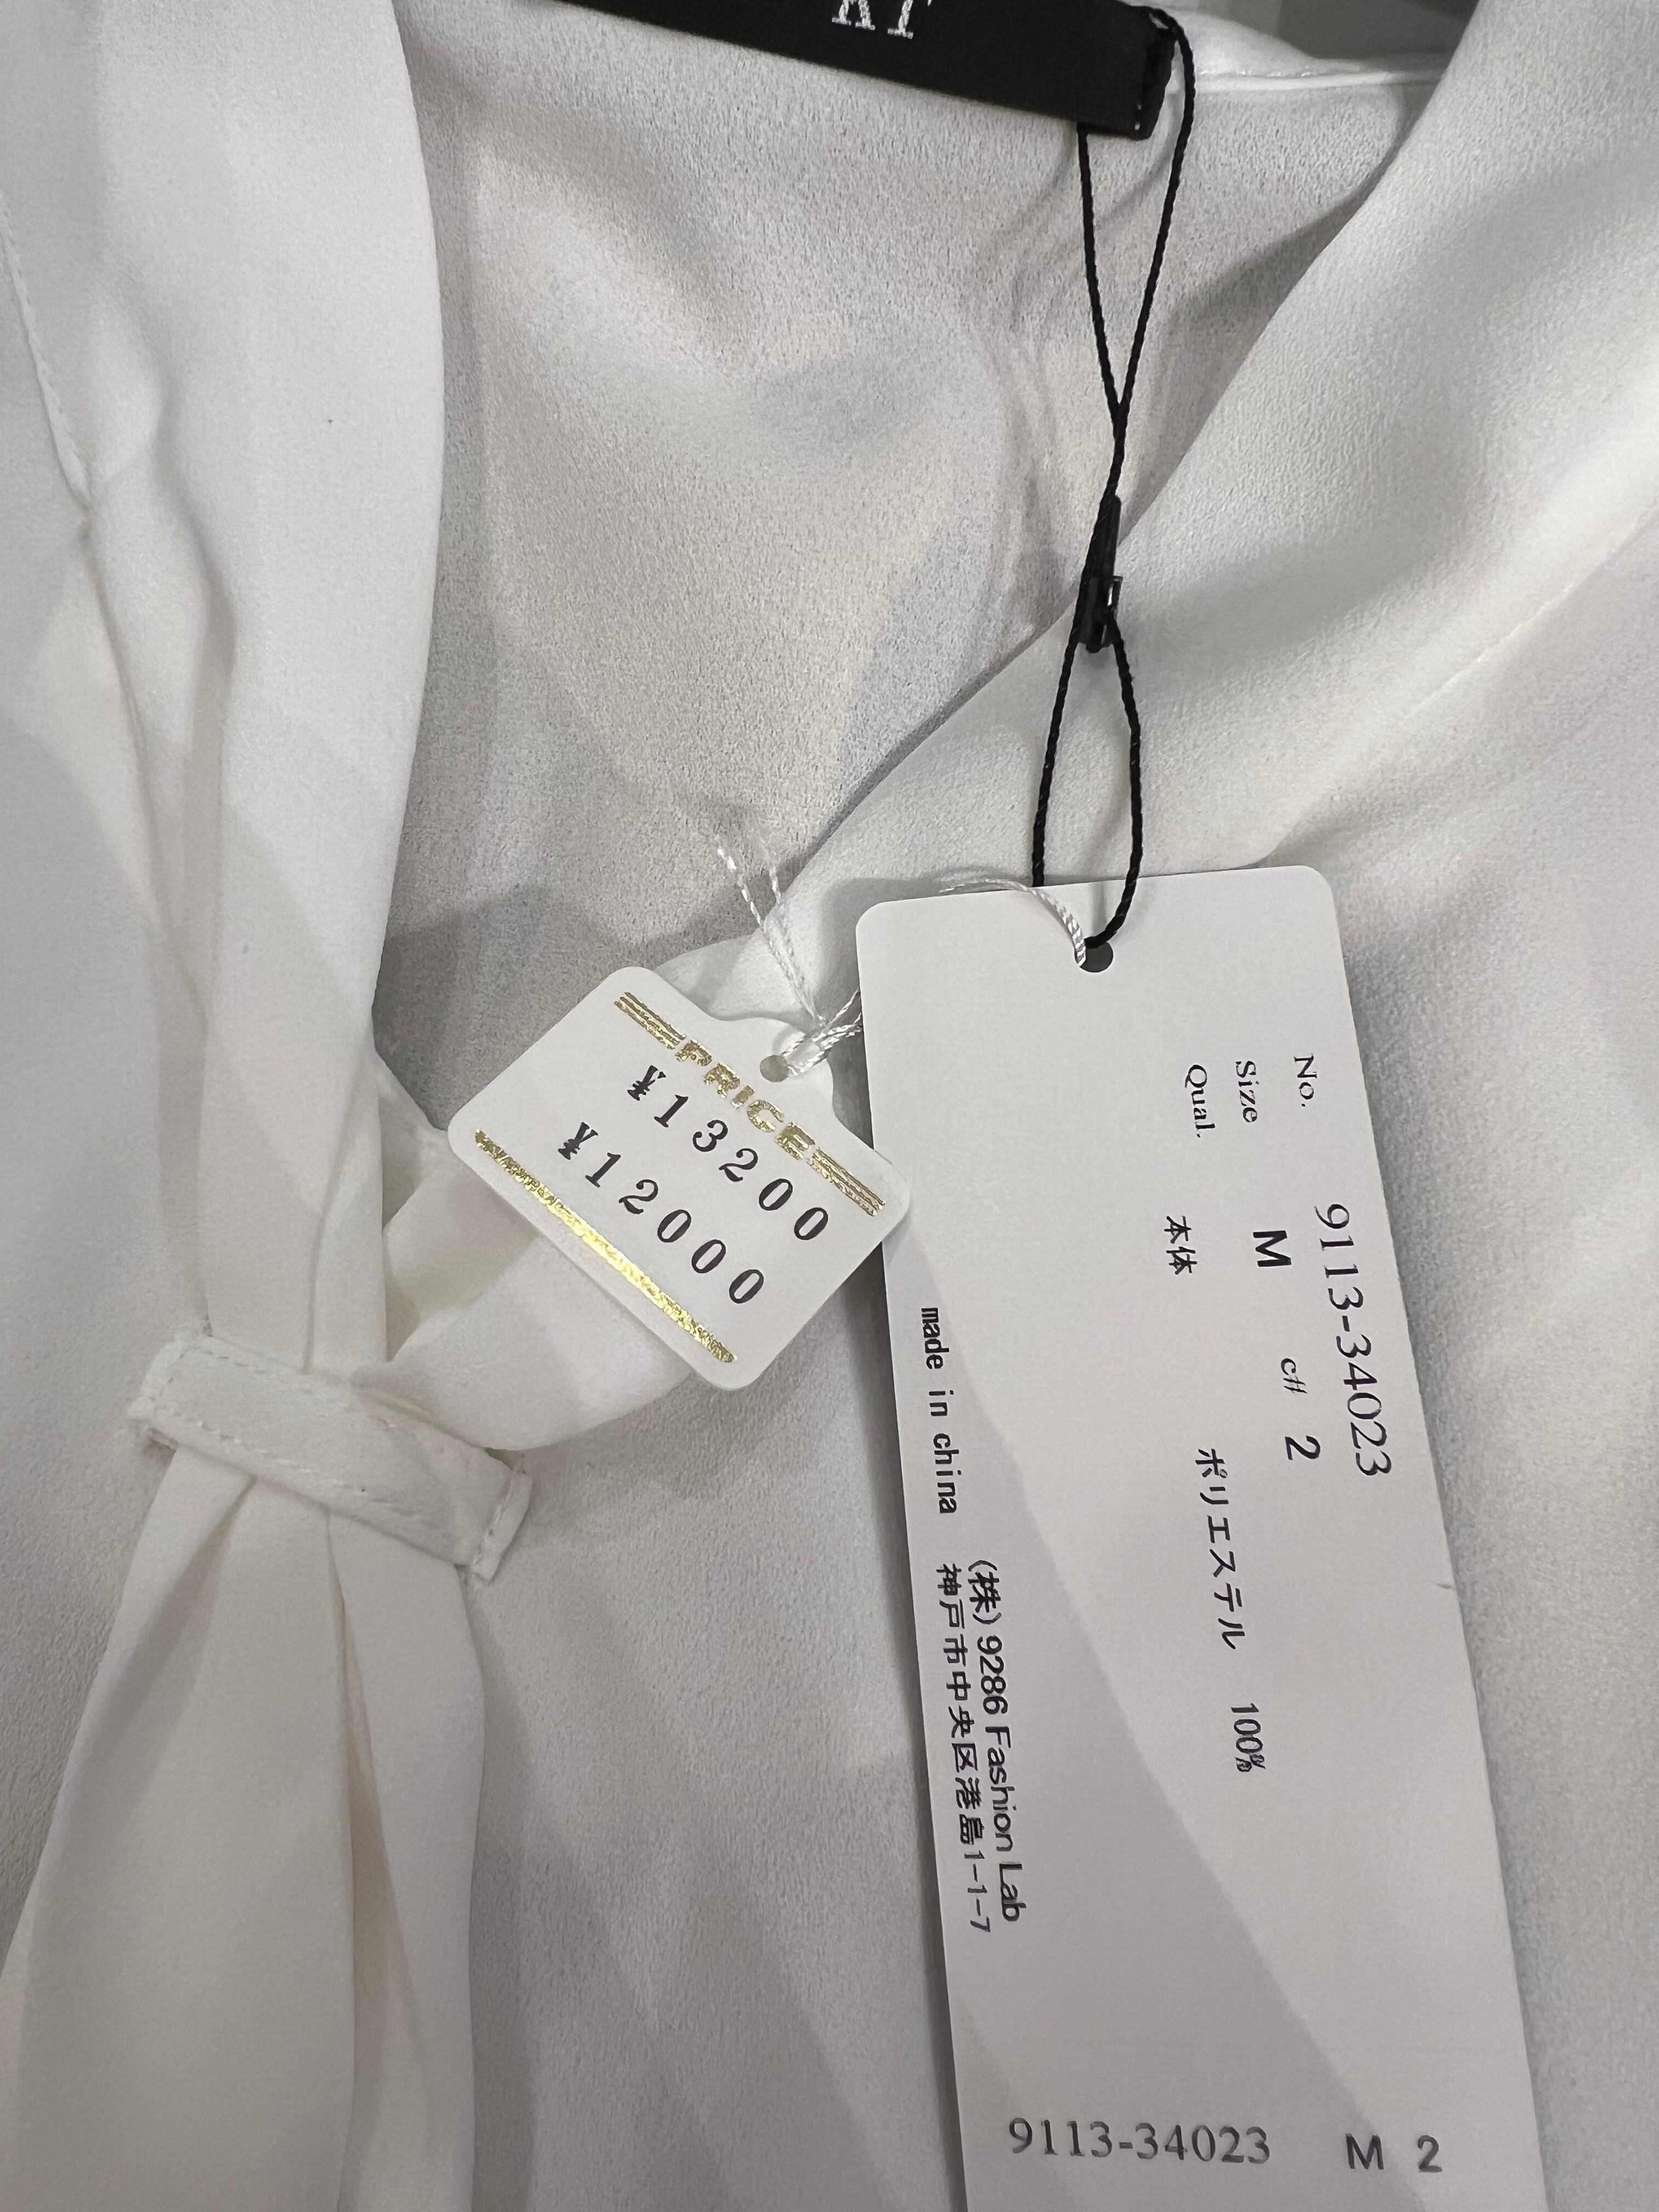 PRICE
¥13200
¥12000
No. 9113-34023
Size M c# 2
Qual. 本体 ポリエステル 100%
made in china
(株) 9286 Fashion Lab
神戸市中央区港島1-1-7
9113-34023 M 2